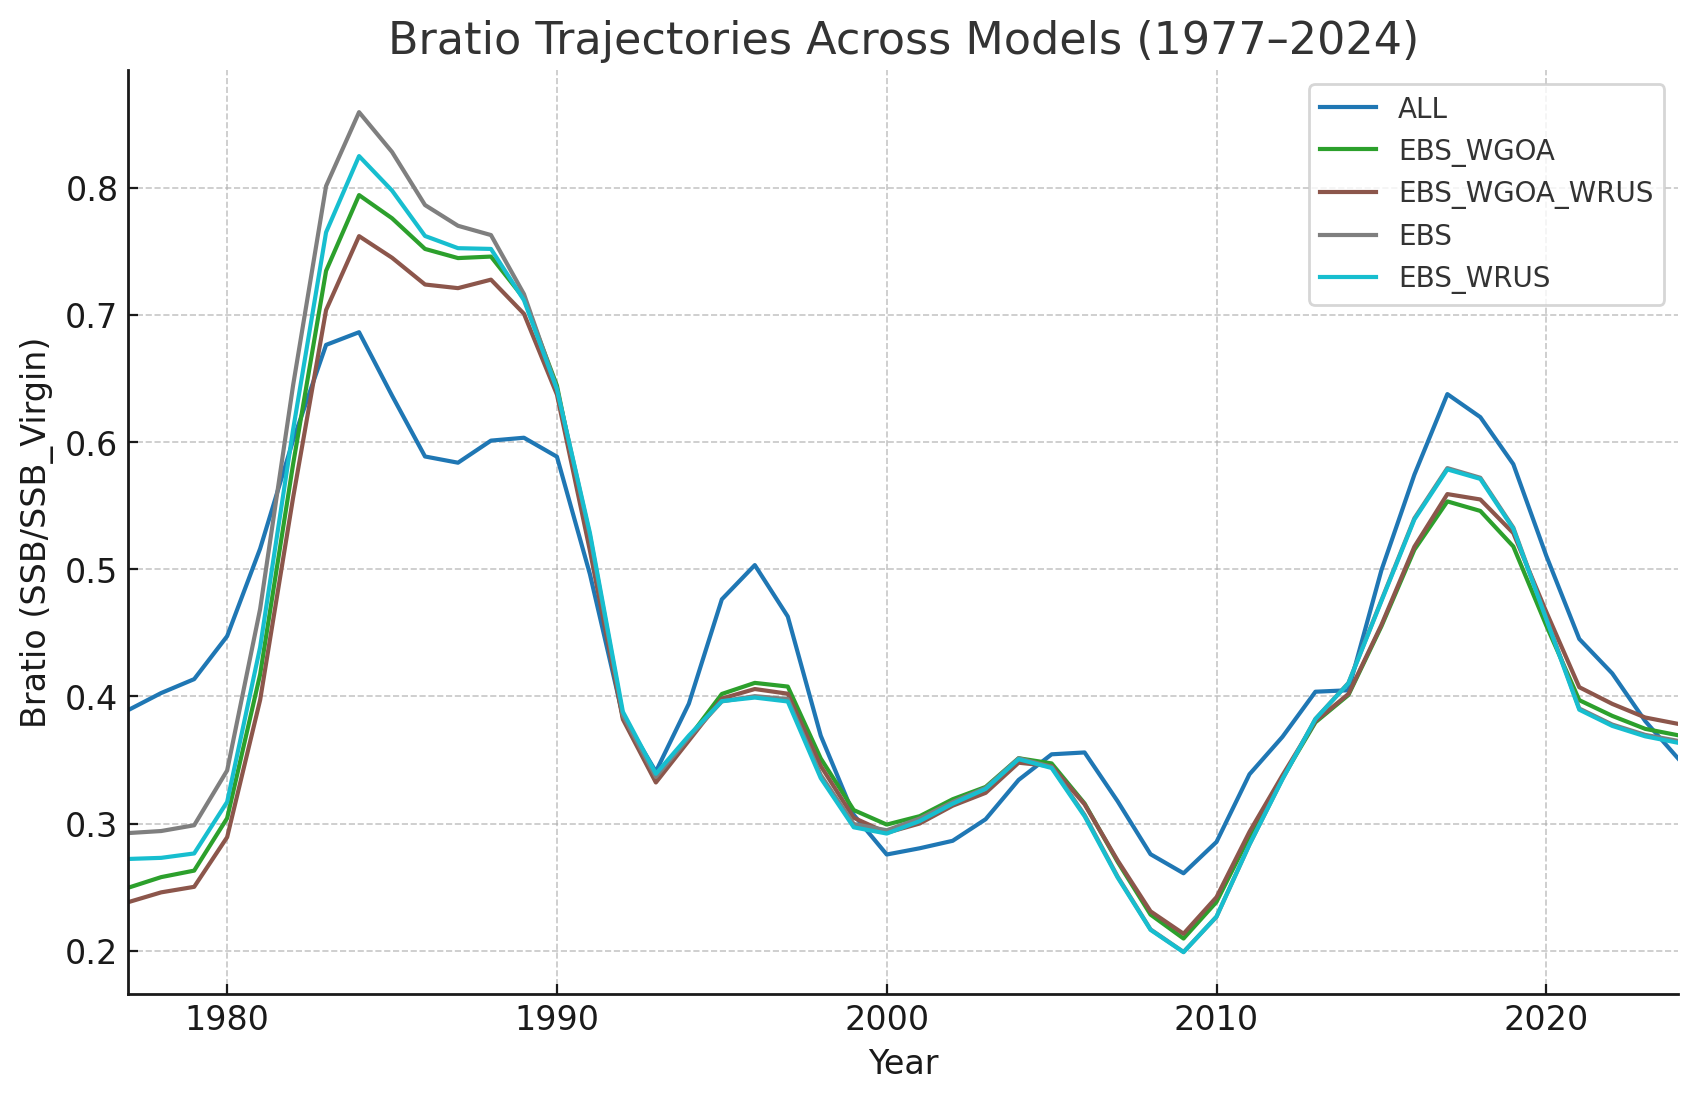 Bratio Trajectories Across Models (1977–2024)
ALL
EBS_WGOA
EBS_WGOA_WRUS
EBS
EBS_WRUS
Bratio (SSB/SSB_Virgin)
0.8
0.7
0.6
0.5
0.4
0.3
0.2
1980 1990 2000 2010 2020
Year